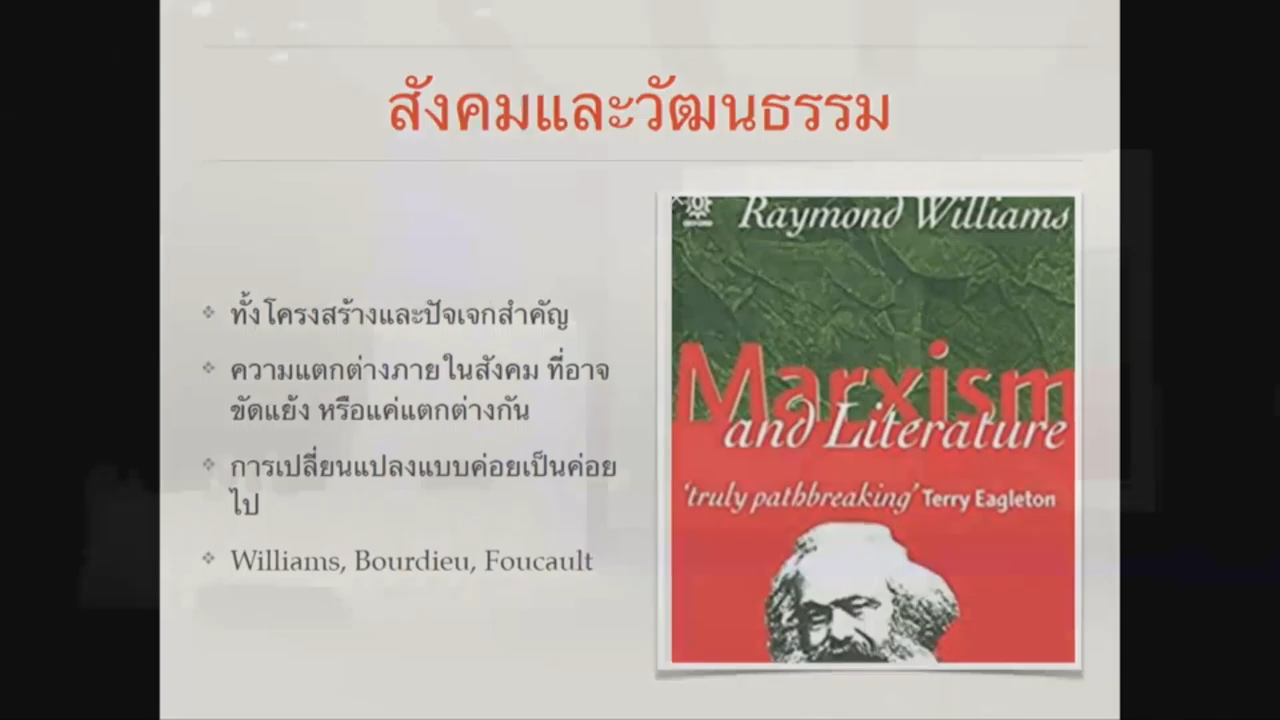 สังคมและวัฒนธรรม
ทั้งโครงสร้างและปัจเจกสำคัญ
ความแตกต่างภายในสังคม ที่อาจ
ขัดแย้ง หรือแค่แตกต่างกัน
การเปลี่ยนแปลงแบบค่อยเป็นค่อย
ไป
Williams, Bourdieu, Foucault
Raymond Williams
Marxism
and Literature
'truly pathbreaking' Terry Eagleton